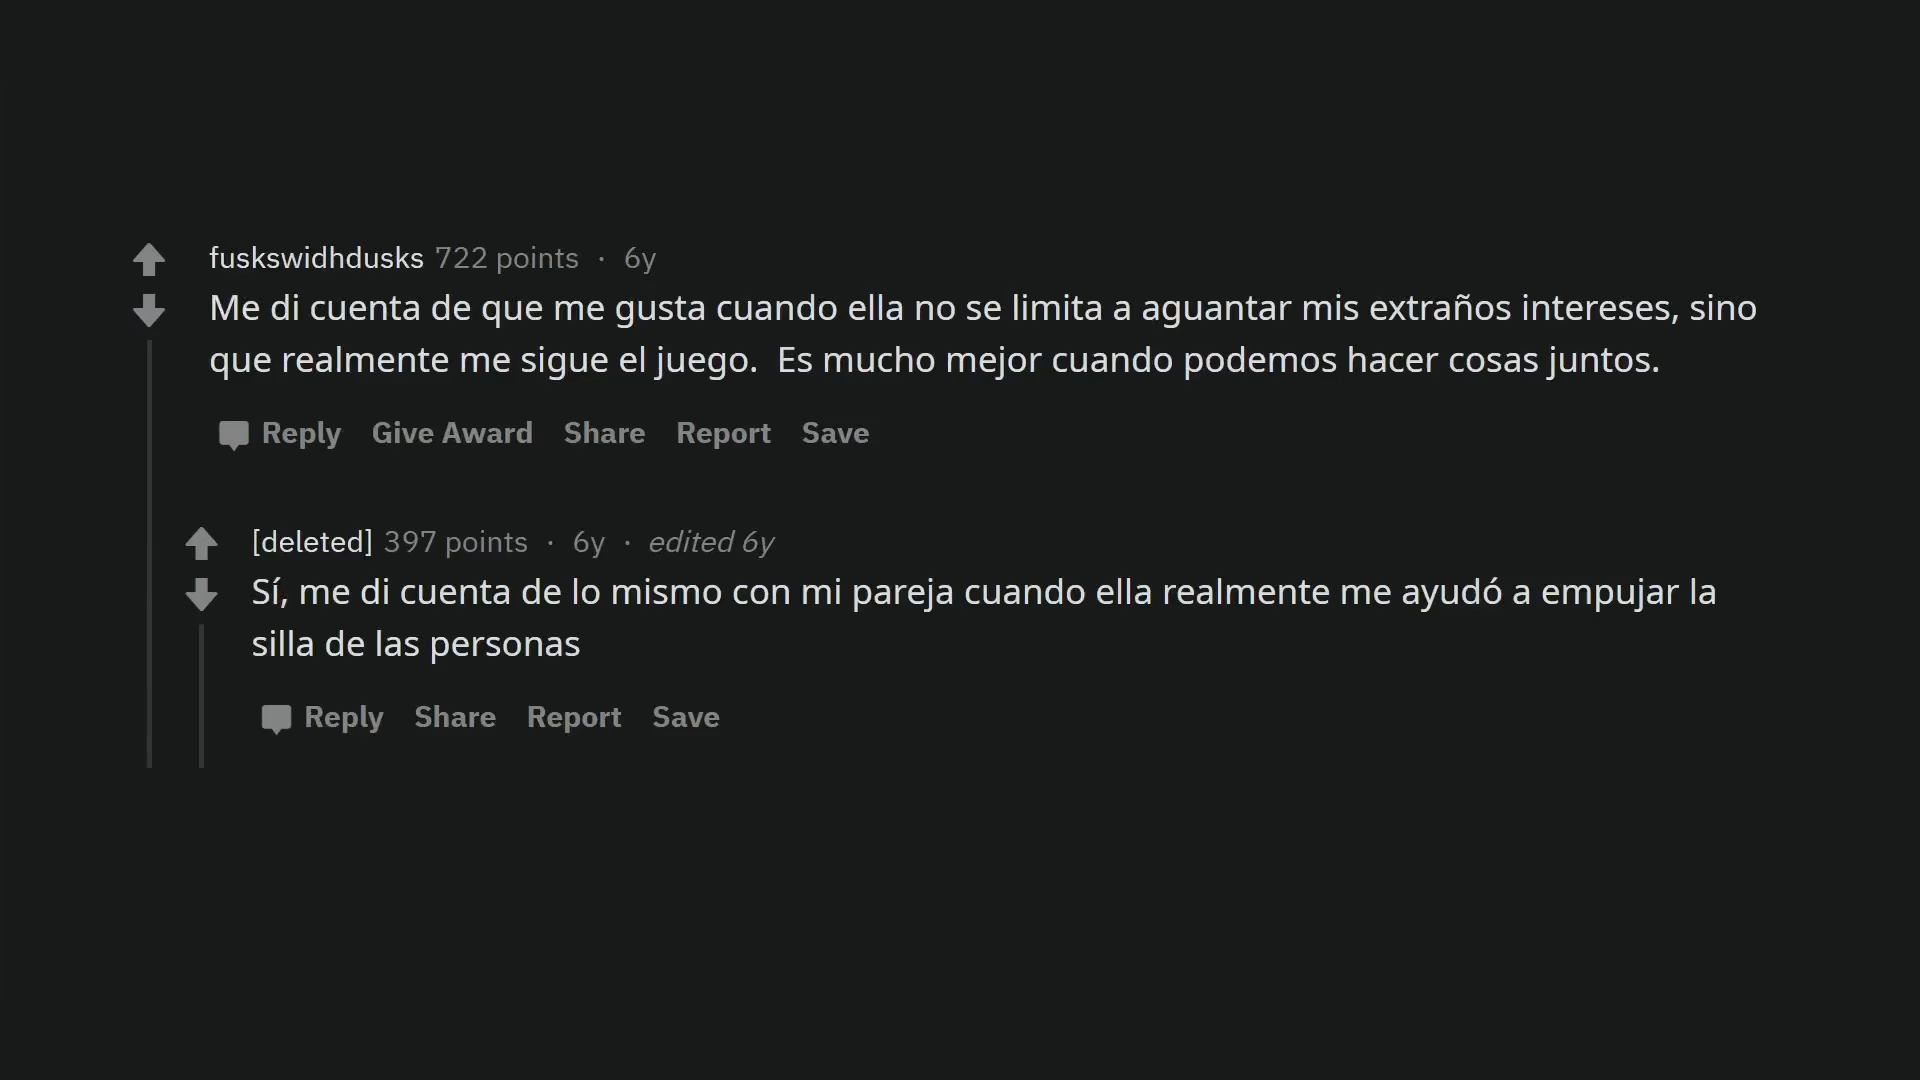 fuskswidhdusks 722 points · 6y
Me di cuenta de que me gusta cuando ella no se limita a aguantar mis extraños intereses, sino
que realmente me sigue el juego.  Es mucho mejor cuando podemos hacer cosas juntos.
Reply Give Award Share Report Save
[deleted] 397 points · 6y · edited 6y
Sí, me di cuenta de lo mismo con mi pareja cuando ella realmente me ayudó a empujar la
silla de las personas
Reply Share Report Save